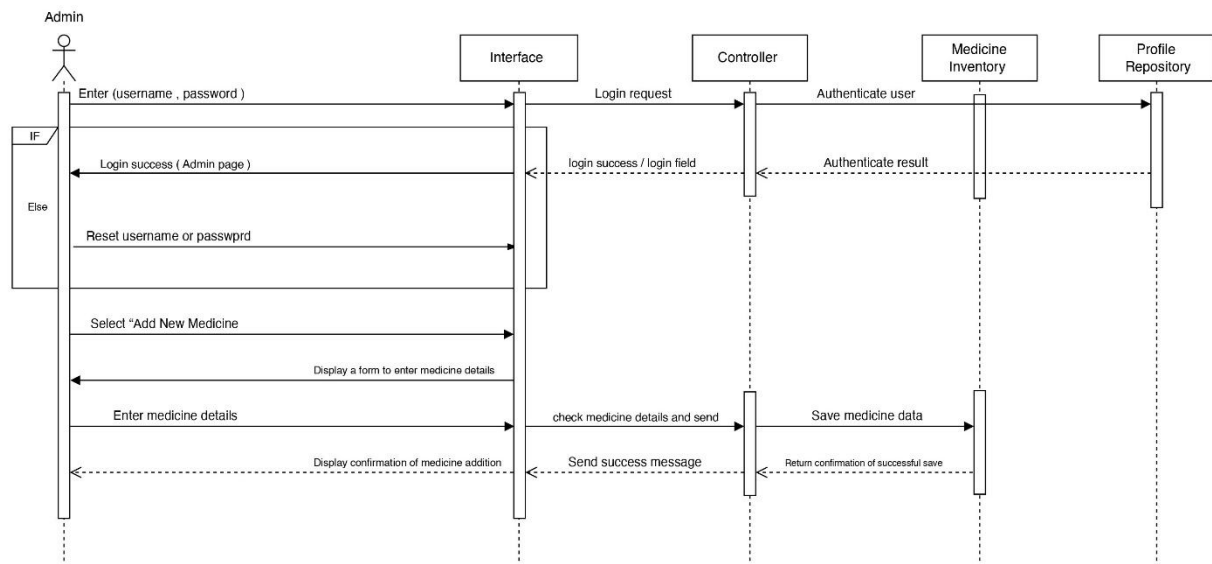 Admin
Interface
Controller
Medicine
Inventory
Profile
Repository
Enter (username , password )
Login request
Authenticate user
IF
Login success ( Admin page )
login success / login field
Authenticate result
Else
Reset username or passwprd
Select “Add New Medicine
Display a form to enter medicine details
Enter medicine details
check medicine details and send
Save medicine data
Display confirmation of medicine addition
Send success message
Return confirmation of successful save